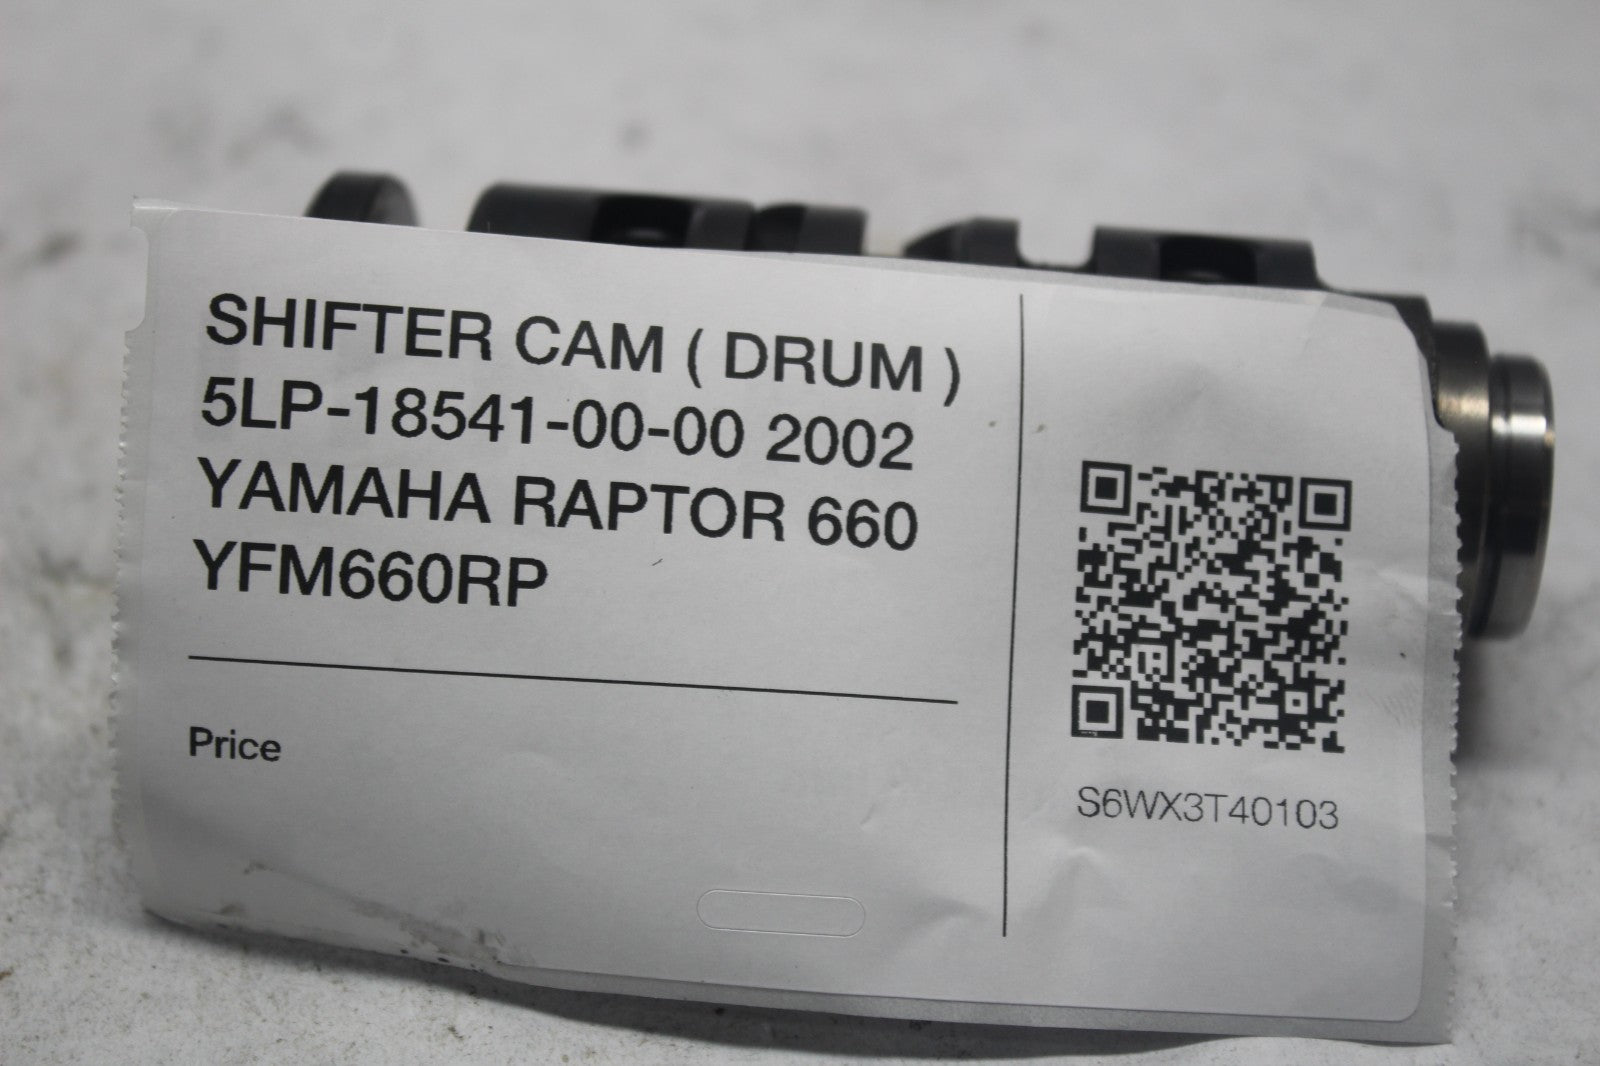 SHIFTER CAM ( DRUM )
5LP-18541-00-00 2002
YAMAHA RAPTOR 660
YFM660RP
Price
S6WX3T40103